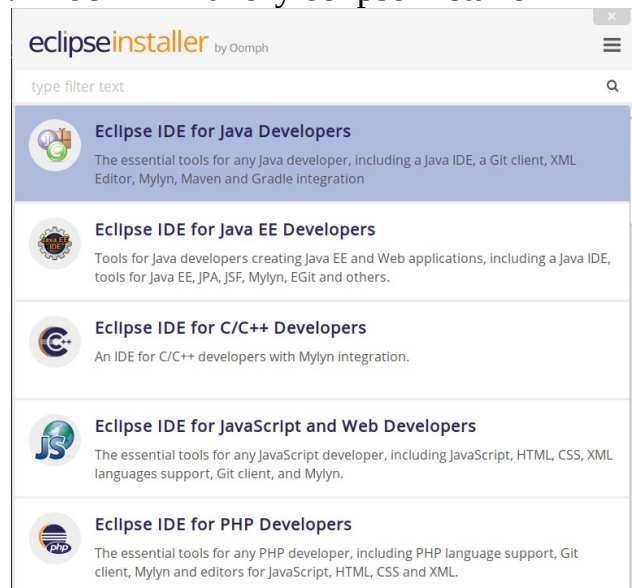 eclipseinstaller by Oomph
type filter text
Eclipse IDE for Java Developers
The essential tools for any Java developer, including a Java IDE, a Git client, XML
Editor, Mylyn, Maven and Gradle integration
Java EE
IDE
Eclipse IDE for Java EE Developers
Tools for Java developers creating Java EE and Web applications, including a Java IDE,
tools for Java EE, JPA, JSF, Mylyn, EGit and others.
C++
Eclipse IDE for C/C++ Developers
An IDE for C/C++ developers with Mylyn integration.
JS
Eclipse IDE for JavaScript and Web Developers
The essential tools for any JavaScript developer, including JavaScript, HTML, CSS, XML
languages support, Git client, and Mylyn.
php
Eclipse IDE for PHP Developers
The essential tools for any PHP developer, including PHP language support, Git
client, Mylyn and editors for JavaScript, HTML, CSS and XML.